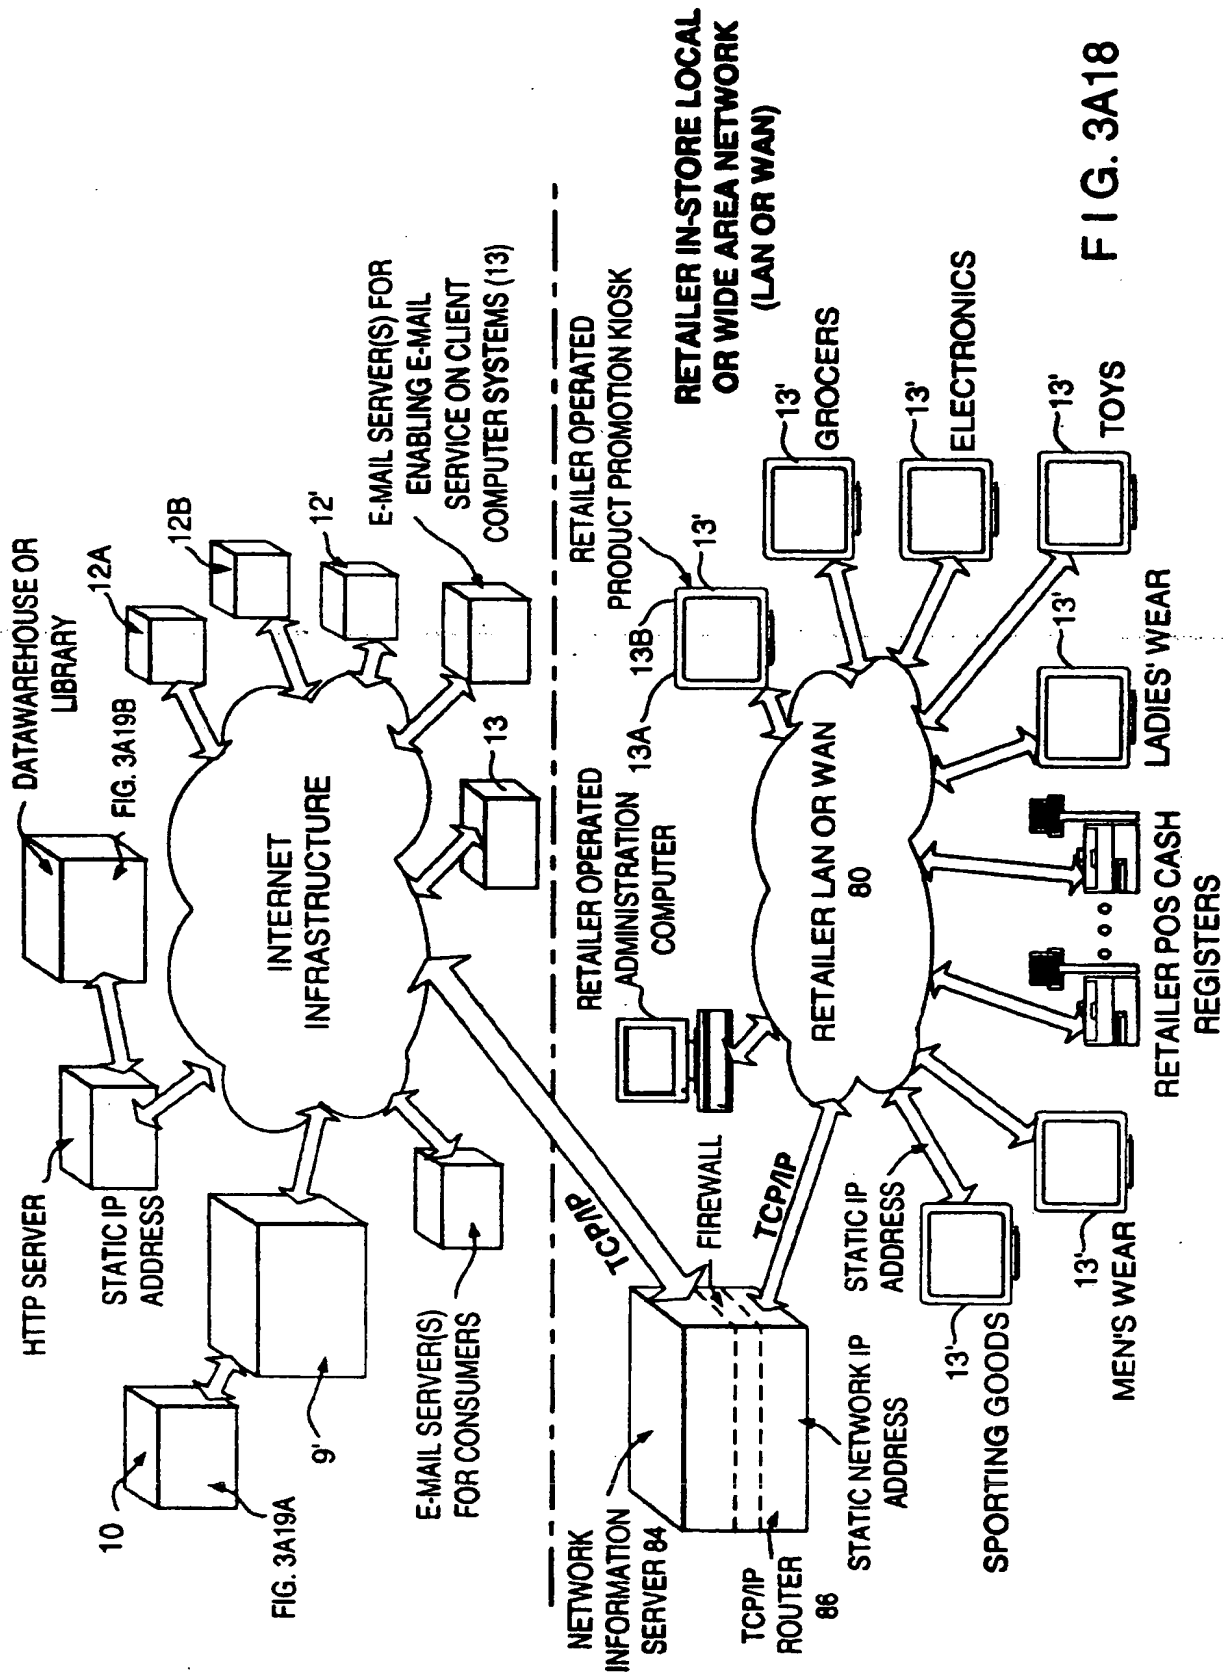 DATAWAREHOUSE OR
LIBRARY
FIG. 3A19B
HTTP SERVER
STATIC IP
ADDRESS
10
FIG. 3A19A
9'
E-MAIL SERVER(S)
FOR CONSUMERS
INTERNET
INFRASTRUCTURE
12A
12B
12'
E-MAIL SERVER(S) FOR
ENABLING E-MAIL
SERVICE ON CLIENT
COMPUTER SYSTEMS (13)
13
TCP/IP
NETWORK
INFORMATION
SERVER 84
FIREWALL
TCP/IP
TCP/IP
ROUTER
86
STATIC NETWORK IP
ADDRESS
RETAILER OPERATED
ADMINISTRATION
COMPUTER
RETAILER OPERATED
PRODUCT PROMOTION KIOSK
13A
13B
13'
RETAILER IN-STORE LOCAL
OR WIDE AREA NETWORK
(LAN OR WAN)
RETAILER LAN OR WAN
80
STATIC IP
ADDRESS
13'
SPORTING GOODS
13'
MEN'S WEAR
RETAILER POS CASH
REGISTERS
13'
LADIES' WEAR
13'
TOYS
13'
ELECTRONICS
13'
GROCERS
FIG. 3A18